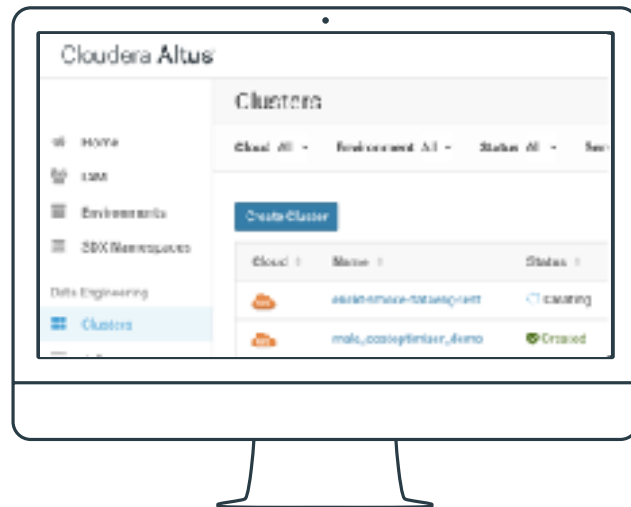 Cloudera Altus
Clusters
Cloud All
Environment All
Status All
Home
IAM
Environments
SDX Namespaces
Create Cluster
Cloud Name Status
Creating
Data Engineering
Clusters
Created